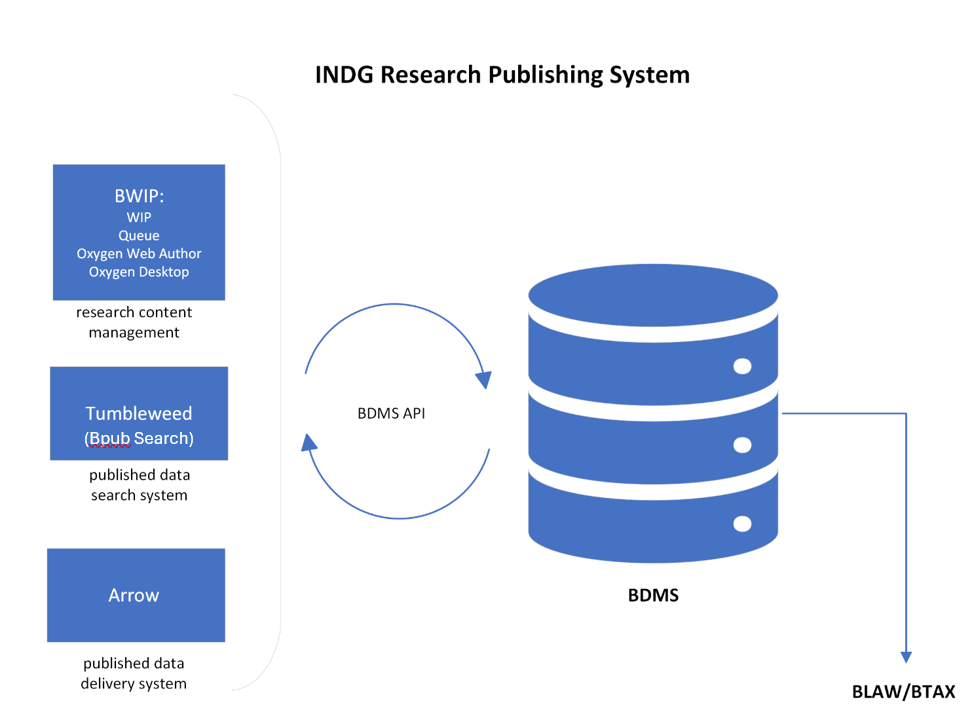 INDG Research Publishing System
BWIP:
WIP
Queue
Oxygen Web Author
Oxygen Desktop
research content
management
Tumbleweed
(Bpub Search)
published data
search system
Arrow
published data
delivery system
BDMS API
BDMS
BLAW/BTAX